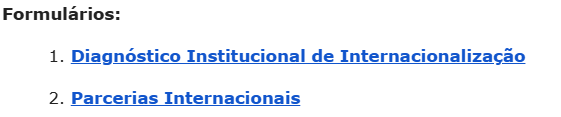 Formulários:
1. Diagnóstico Institucional de Internacionalização
2. Parcerias Internacionais